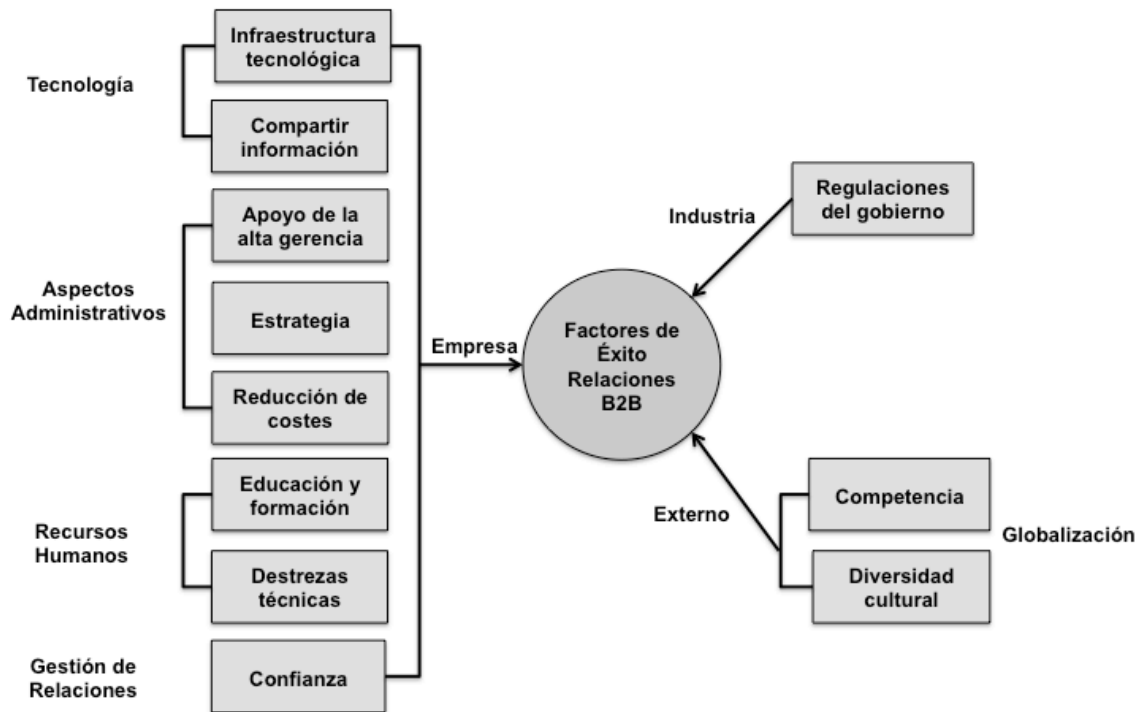 Infraestructura
tecnológica
Tecnología
Compartir
información
Apoyo de la
alta gerencia
Aspectos
Administrativos
Estrategia
Reducción de
costes
Educación y
formación
Recursos
Humanos
Destrezas
técnicas
Gestión de
Relaciones
Confianza
Empresa
Factores de
Éxito
Relaciones
B2B
Industria
Regulaciones
del gobierno
Externo
Competencia
Globalización
Diversidad
cultural